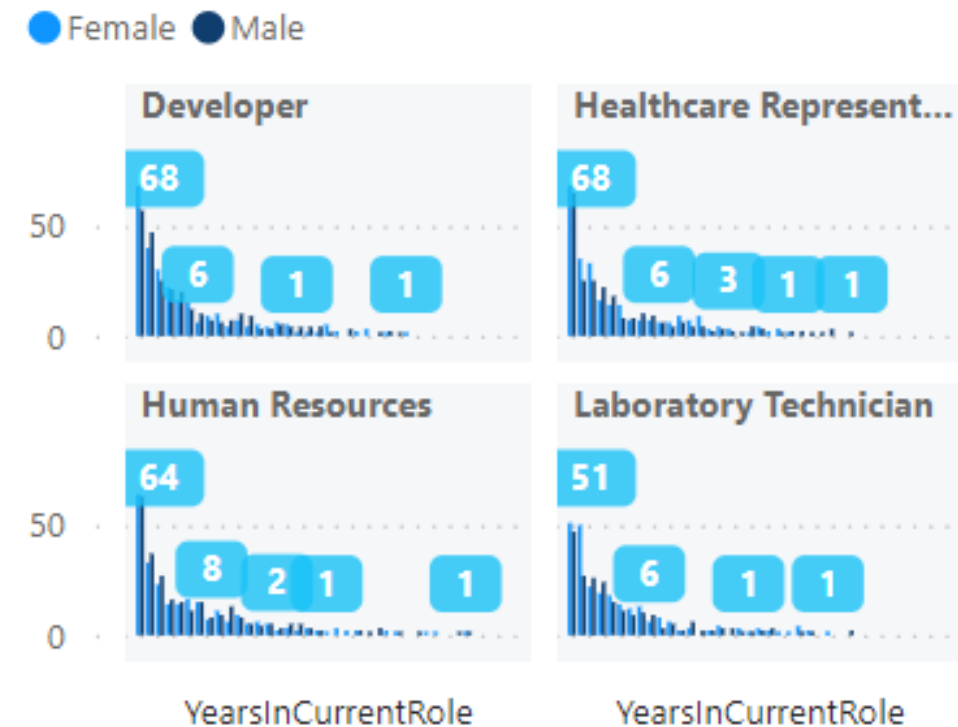 Female Male
Developer Healthcare Represent...
68 68
50
6 1 1 6 3 1 1
0
Human Resources Laboratory Technician
64 51
50
8 2 1 1 6 1 1
0
YearsInCurrentRole YearsInCurrentRole